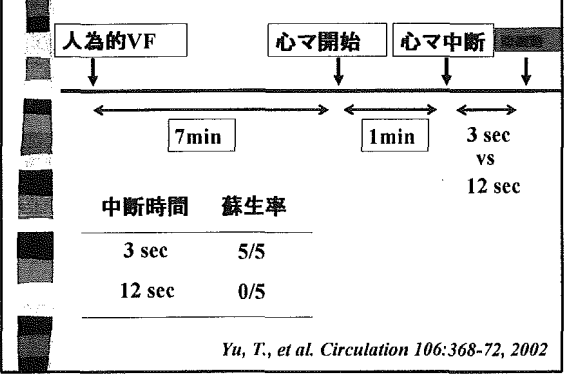 人為的VF
心マ開始
心マ中断
7min
1min
3 sec
vs
12 sec
中断時間 蘇生率
3 sec 5/5
12 sec 0/5
Yu, T., et al. Circulation 106:368-72, 2002